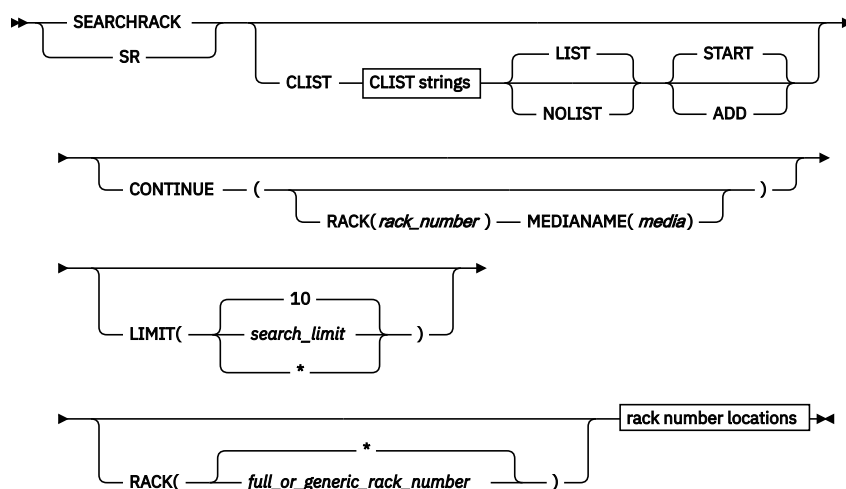 SEARCHRACK
SR
CLIST CLIST strings LIST START
NOLIST ADD
CONTINUE ( )
RACK( rack_number ) MEDIANAME( media)
10
LIMIT( search_limit )
*
*
RACK( full_or_generic_rack_number )
rack number locations